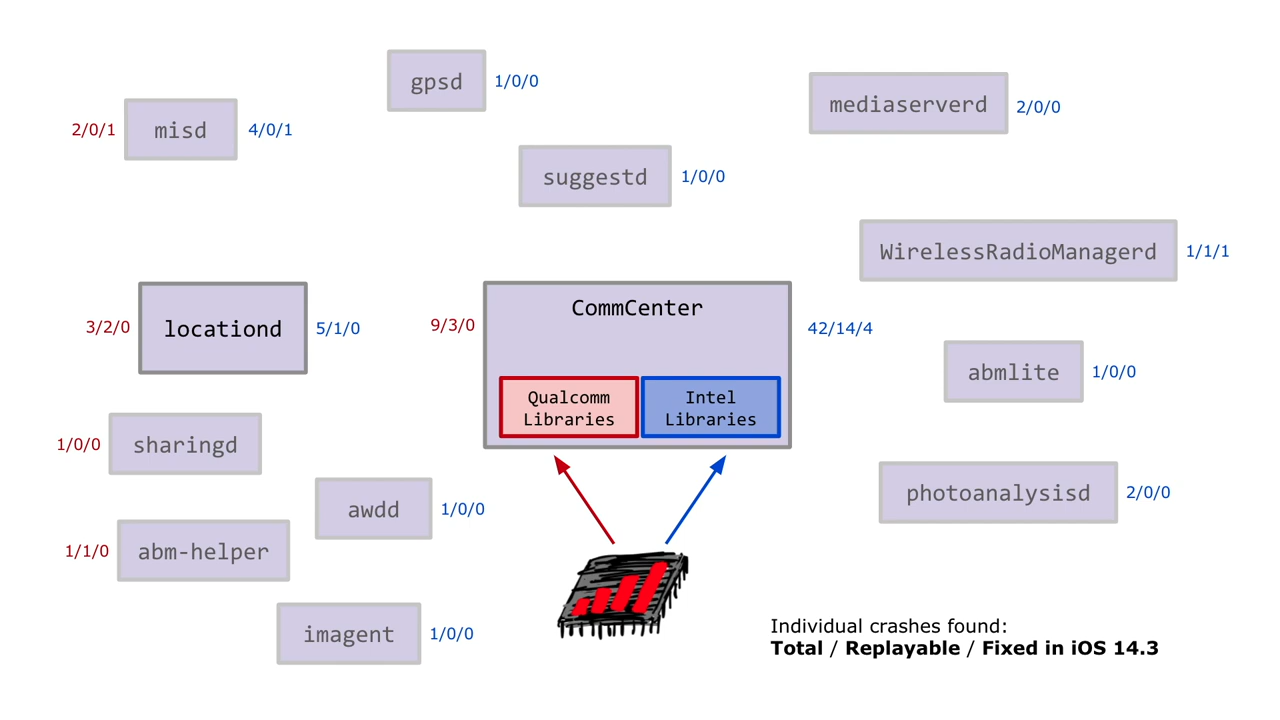 gpsd
1/0/0
mediaserverd
2/0/0
2/0/1
misd
4/0/1
suggestd
1/0/0
WirelessRadioManagerd
1/1/1
CommCenter
3/2/0
locationd
5/1/0
9/3/0
42/14/4
abmlite
1/0/0
Qualcomm
Libraries
Intel
Libraries
1/0/0
sharingd
photoanalysisd
2/0/0
awdd
1/0/0
1/1/0
abm-helper
imagent
1/0/0
Individual crashes found:
Total / Replayable / Fixed in iOS 14.3